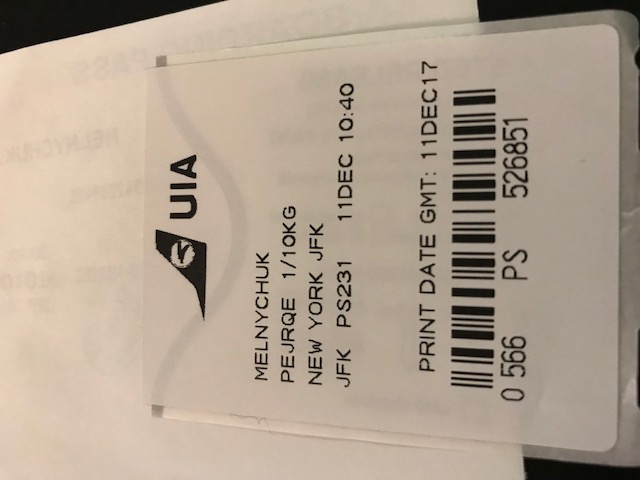 UIA
MELNYCHUK
PEJRQE 1/10KG
NEW YORK JFK
JFK PS231 11DEC 10:40
PRINT DATE GMT: 11DEC17
0 566 PS 526851